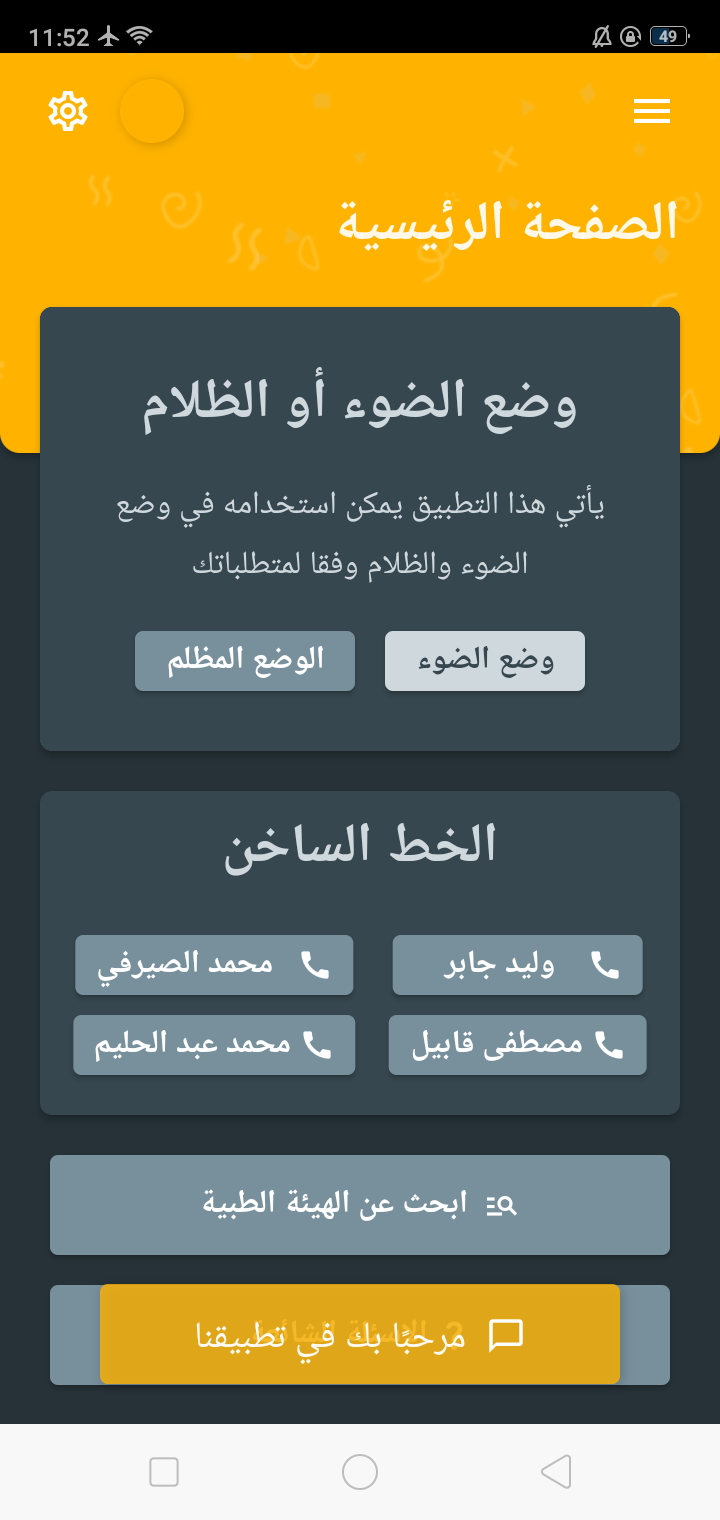 11:52
49
الصفحة الرئيسية
وضع الضوء أو الظلام
يأتي هذا التطبيق يمكن استخدامه في وضع
الضوء والظلام وفقا لمتطلباتك
وضع الضوء
الوضع المظلم
الخط الساخن
وليد جابر
محمد الصيرفي
مصطفى قابيل
محمد عبد الحليم
ابحث عن الهيئة الطبية
مرحبًا بك في تطبيقنا